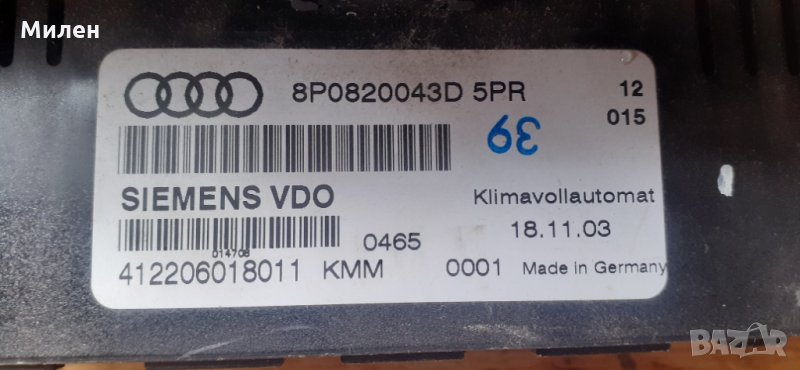 Милен
8P0820043D 5PR 12
015
39
SIEMENS VDO Klimavollautomat
014708 0465 18.11.03
412206018011 KMM 0001 Made in Germany
BAZAR